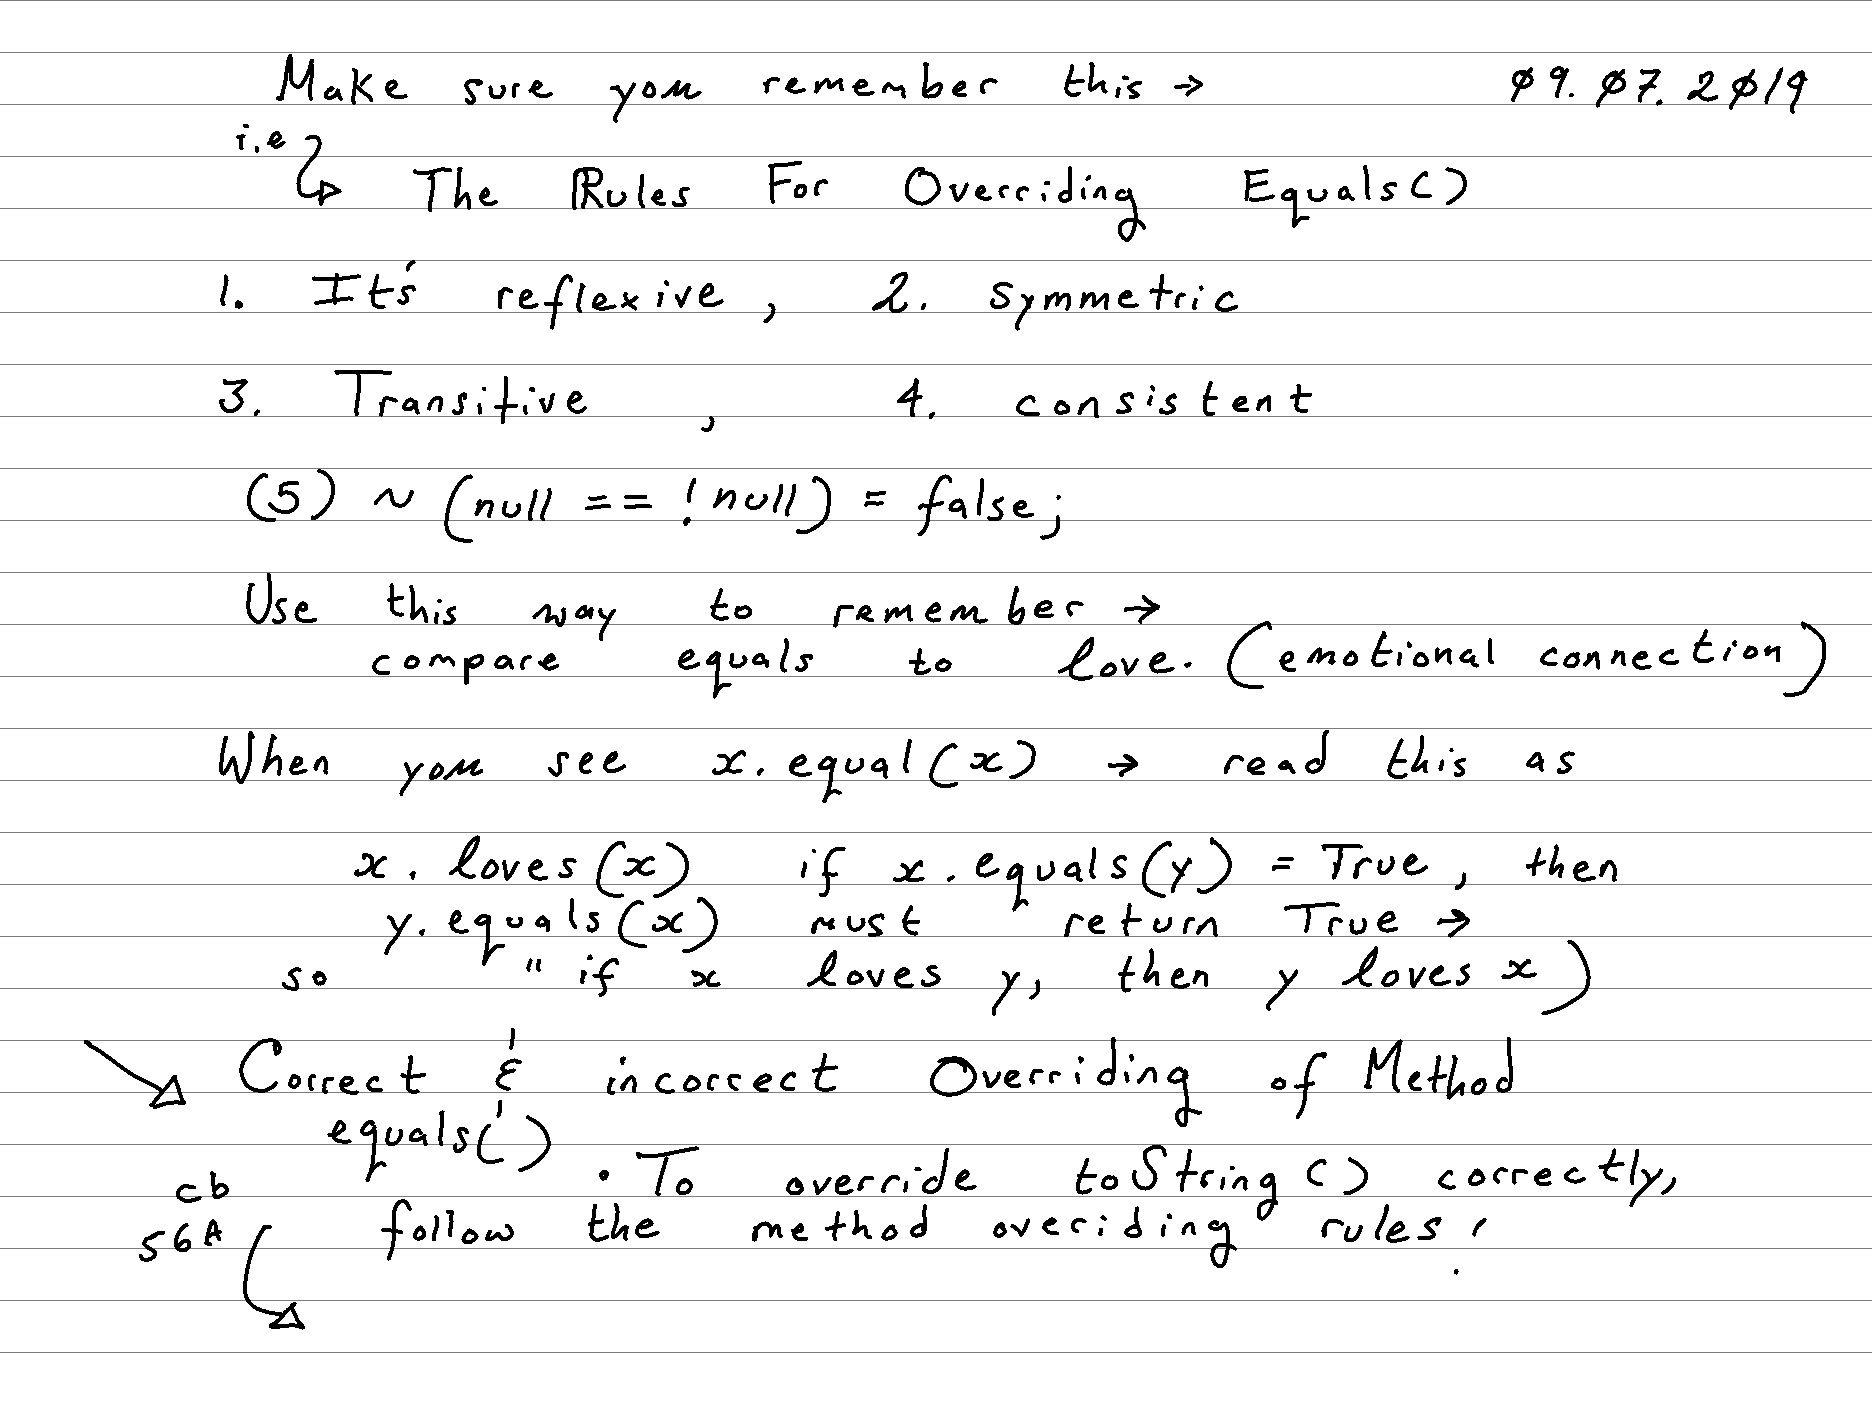 Make sure you remember this → 09.07.2019
i.e
The Rules For Overriding Equals()
1. It's reflexive, 2. symmetric
3. Transitive, 4. consistent
(5) ~ (null == !null) = false;
Use this way to remember →
compare equals to love. (emotional connection)
When you see x.equal(x) → read this as
x.loves(x) if x.equals(y) = True, then
y.equals(x) must return True →
so "if x loves y, then y loves x)
Correct & incorrect Overriding of Method
equals()
• To override toString() correctly,
cb
56A follow the method overiding rules!